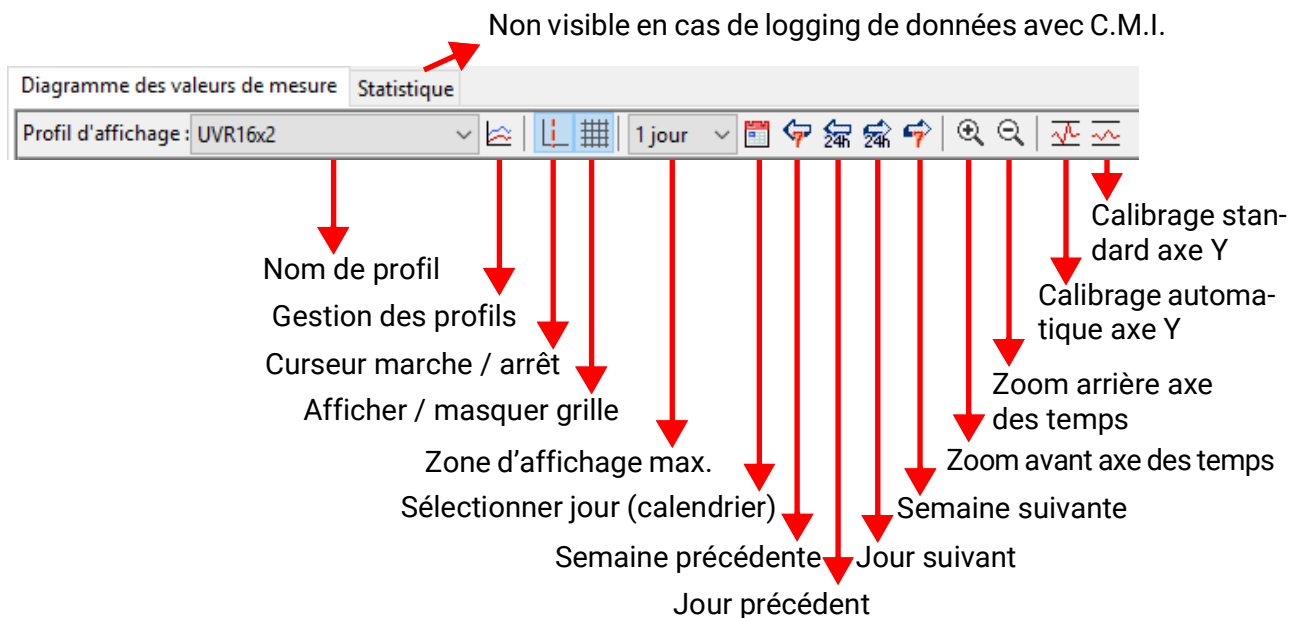 Non visible en cas de logging de données avec C.M.I.
Diagramme des valeurs de mesure Statistique
Profil d'affichage : UVR16x2 1 jour 7 24h 24h 7
Calibrage stan-
dard axe Y
Nom de profil
Calibrage automa-
tique axe Y
Gestion des profils
Curseur marche / arrêt
Zoom arrière axe
des temps
Afficher / masquer grille
Zone d’affichage max.
Zoom avant axe des temps
Sélectionner jour (calendrier)
Semaine suivante
Semaine précédente
Jour suivant
Jour précédent